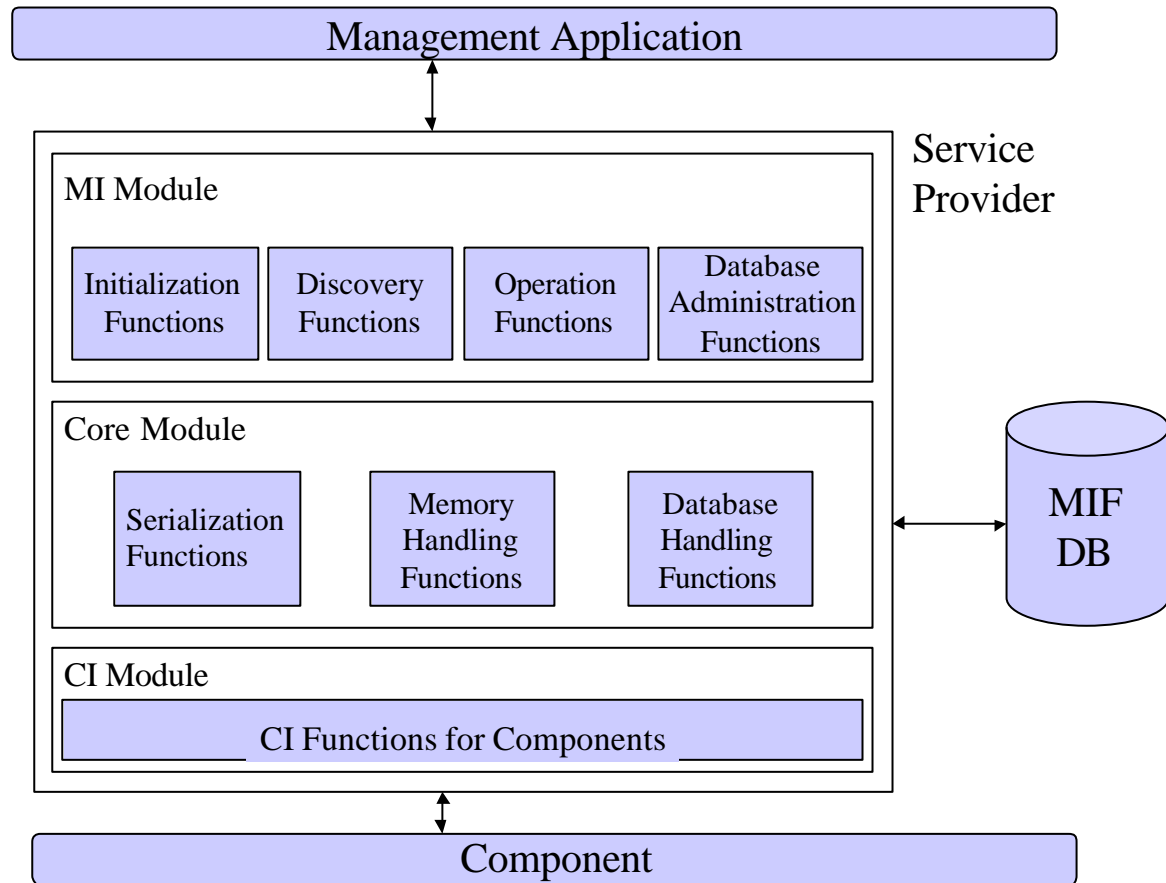 Management Application
Service
Provider
MI Module
Initialization
Functions
Discovery
Functions
Operation
Functions
Database
Administration
Functions
Core Module
Serialization
Functions
Memory
Handling
Functions
Database
Handling
Functions
MIF
DB
CI Module
CI Functions for Components
Component